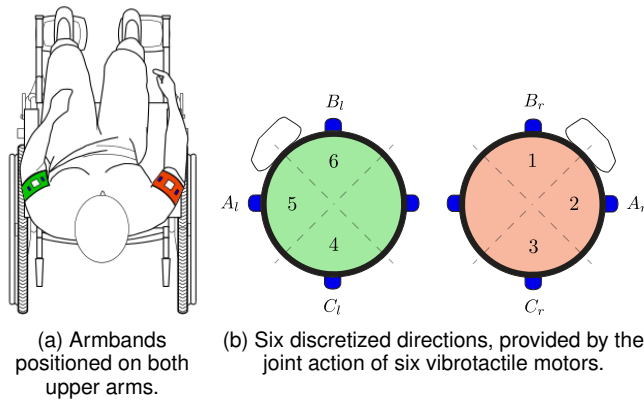 B_l
B_r
6
1
A_l
5
2
A_r
4
3
C_l
C_r
(a) Armbands
positioned on both
upper arms.
(b) Six discretized directions, provided by the
joint action of six vibrotactile motors.